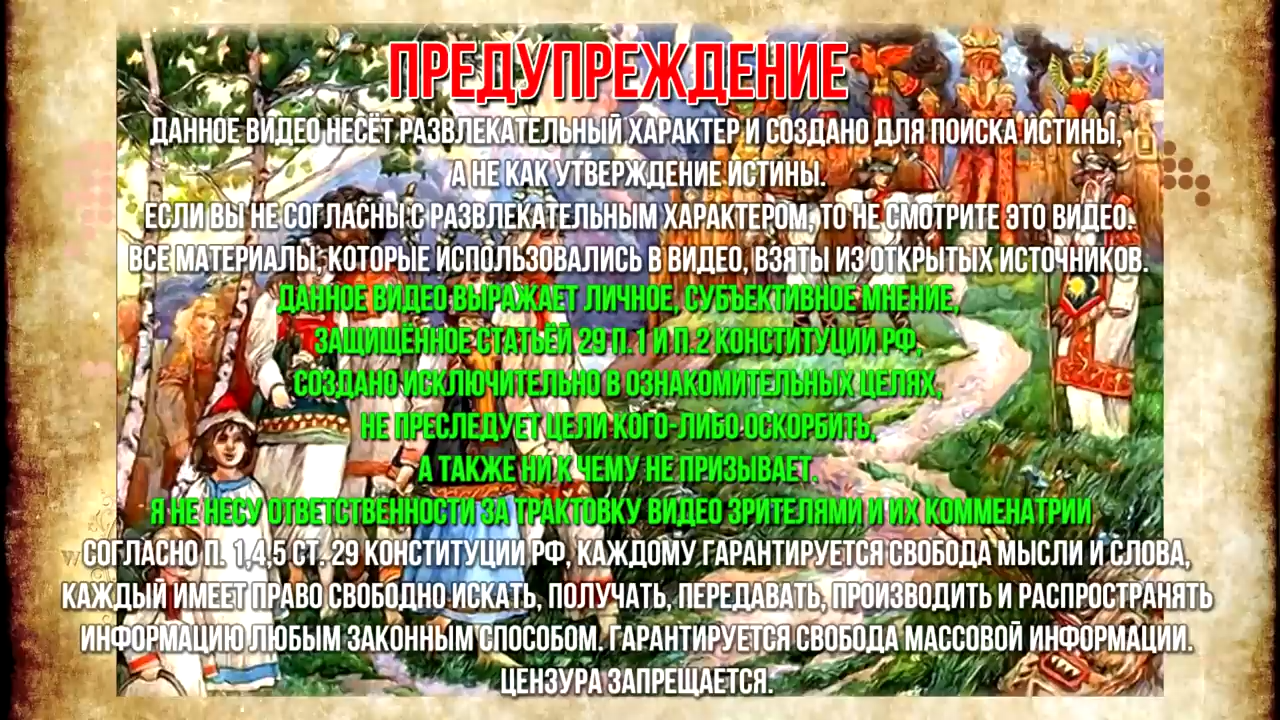 ПРЕДУПРЕЖДЕНИЕ
ДАННОЕ ВИДЕО НЕСЁТ РАЗВЛЕКАТЕЛЬНЫЙ ХАРАКТЕР И СОЗДАНО ДЛЯ ПОИСКА ИСТИНЫ,
А НЕ КАК УТВЕРЖДЕНИЕ ИСТИНЫ.
ЕСЛИ ВЫ НЕ СОГЛАСНЫ С РАЗВЛЕКАТЕЛЬНЫМ ХАРАКТЕРОМ, ТО НЕ СМОТРИТЕ ЭТО ВИДЕО.
ВСЕ МАТЕРИАЛЫ, КОТОРЫЕ ИСПОЛЬЗОВАЛИСЬ В ВИДЕО, ВЗЯТЫ ИЗ ОТКРЫТЫХ ИСТОЧНИКОВ.
ДАННОЕ ВИДЕО ВЫРАЖАЕТ ЛИЧНОЕ, СУБЪЕКТИВНОЕ МНЕНИЕ,
ЗАЩИЩЁННОЕ СТАТЬЁЙ 29 П. 1 И П.2 КОНСТИТУЦИИ РФ,
СОЗДАНО ИСКЛЮЧИТЕЛЬНО В ОЗНАКОМИТЕЛЬНЫХ ЦЕЛЯХ,
НЕ ПРЕСЛЕДУЕТ ЦЕЛИ КОГО-ЛИБО ОСКОРБИТЬ,
А ТАКЖЕ НИ К ЧЕМУ НЕ ПРИЗЫВАЕТ.
Я НЕ НЕСУ ОТВЕТСТВЕННОСТИ ЗА ТРАКТОВКУ ВИДЕО ЗРИТЕЛЯМИ И ИХ КОММЕНАТРИИ
СОГЛАСНО П. 1,4,5 СТ. 29 КОНСТИТУЦИИ РФ, КАЖДОМУ ГАРАНТИРУЕТСЯ СВОБОДА МЫСЛИ И СЛОВА,
КАЖДЫЙ ИМЕЕТ ПРАВО СВОБОДНО ИСКАТЬ, ПОЛУЧАТЬ, ПЕРЕДАВАТЬ, ПРОИЗВОДИТЬ И РАСПРОСТРАНЯТЬ
ИНФОРМАЦИЮ ЛЮБЫМ ЗАКОННЫМ СПОСОБОМ. ГАРАНТИРУЕТСЯ СВОБОДА МАССОВОЙ ИНФОРМАЦИИ.
ЦЕНЗУРА ЗАПРЕЩАЕТСЯ.